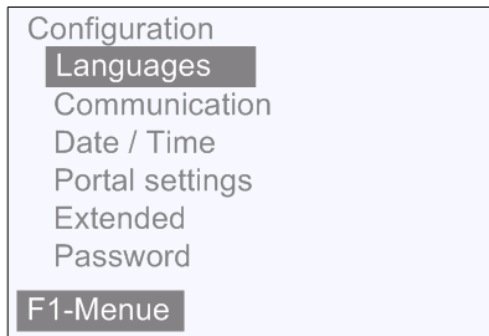 Configuration
Languages
Communication
Date / Time
Portal settings
Extended
Password
F1-Menue